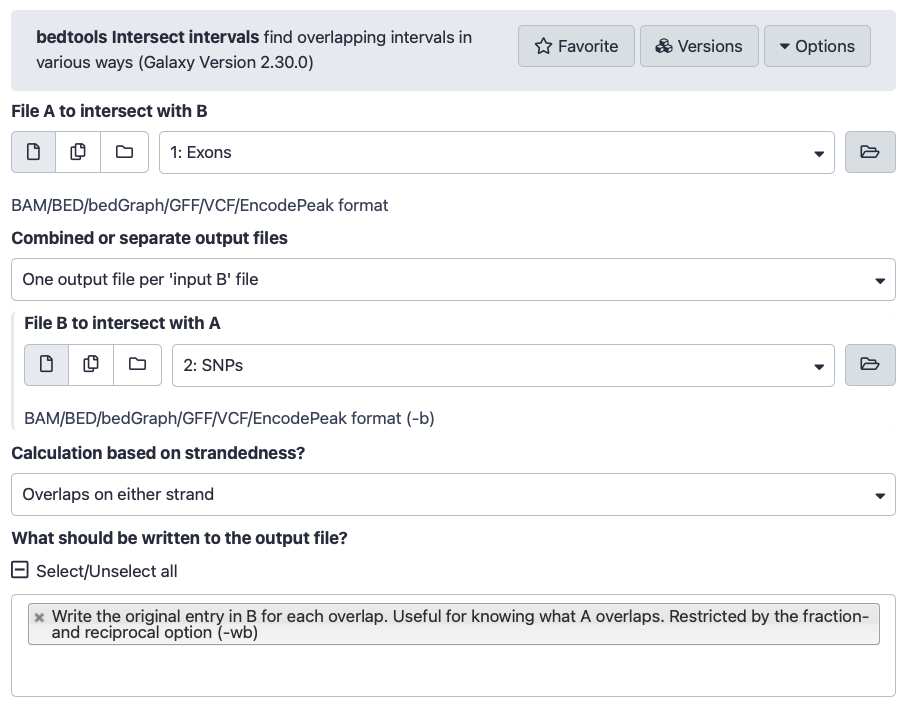 bedtools Intersect intervals find overlapping intervals in
various ways (Galaxy Version 2.30.0)
Favorite
Versions
Options
File A to intersect with B
1: Exons
BAM/BED/bedGraph/GFF/VCF/EncodePeak format
Combined or separate output files
One output file per 'input B' file
File B to intersect with A
2: SNPs
BAM/BED/bedGraph/GFF/VCF/EncodePeak format (-b)
Calculation based on strandedness?
Overlaps on either strand
What should be written to the output file?
Select/Unselect all
Write the original entry in B for each overlap. Useful for knowing what A overlaps. Restricted by the fraction-
and reciprocal option (-wb)